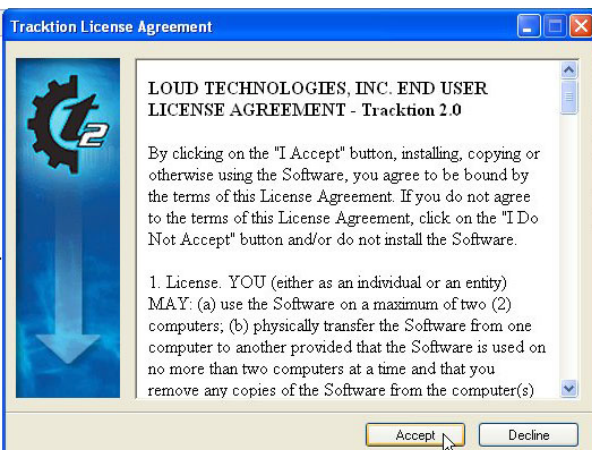 Tracktion License Agreement
LOUD TECHNOLOGIES, INC. END USER
LICENSE AGREEMENT - Tracktion 2.0
By clicking on the "I Accept" button, installing, copying or
otherwise using the Software, you agree to be bound by
the terms of this License Agreement. If you do not agree
to the terms of this License Agreement, click on the "I Do
Not Accept" button and/or do not install the Software.
1. License. YOU (either as an individual or an entity)
MAY: (a) use the Software on a maximum of two (2)
computers; (b) physically transfer the Software from one
computer to another provided that the Software is used on
no more than two computers at a time and that you
remove any copies of the Software from the computer(s)
Accept
Decline